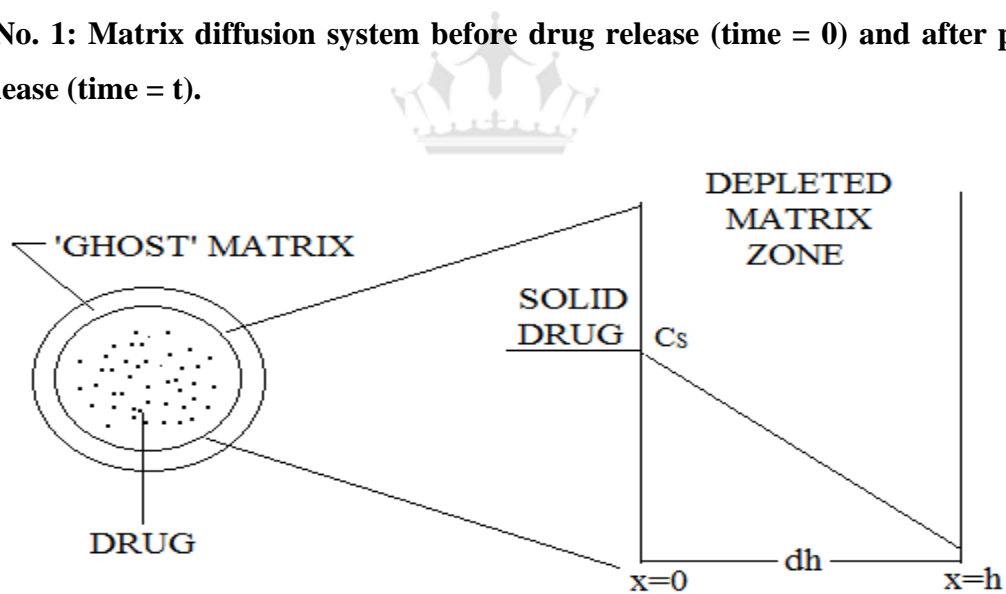 No. 1: Matrix diffusion system before drug release (time = 0) and after
lease (time = t).
DEPLETED
MATRIX
ZONE
'GHOST' MATRIX
SOLID
DRUG
Cs
DRUG
dh
x=0
x=h